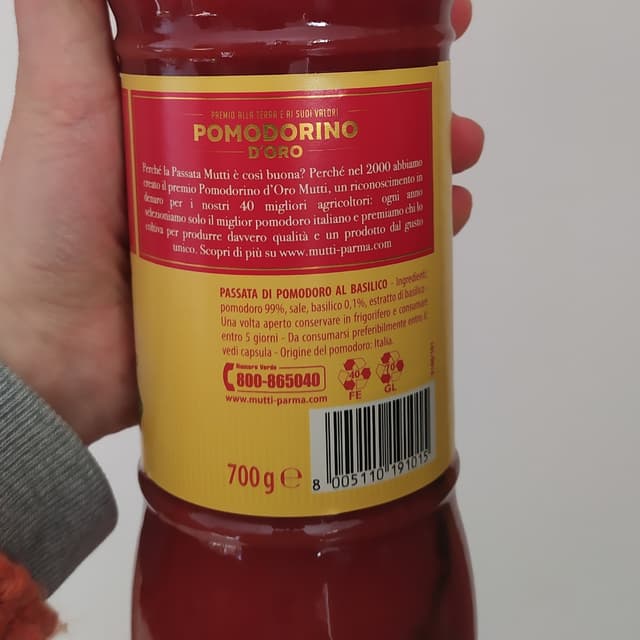 PREMIO ALLA TERRA E AI SUOI VALORI
POMODORINO
D'ORO
Perché la Passata Mutti è così buona? Perché nel 2000 abbiamo
creato il premio Pomodorino d'Oro Mutti, un riconoscimento in
denaro per i nostri 40 migliori agricoltori: ogni anno
selezioniamo solo il miglior pomodoro italiano e premiamo chi lo
coltiva per produrre davvero qualità e un prodotto dal gusto
unico. Scopri di più su www.mutti-parma.com
PASSATA DI POMODORO AL BASILICO - Ingredienti:
pomodoro 99%, sale, basilico 0,1%, estratto di basilico
Una volta aperto conservare in frigorifero e consumare
entro 5 giorni - Da consumarsi preferibilmente entro il:
vedi capsula - Origine del pomodoro: Italia.
Numero Verde
800-865040
www.mutti-parma.com
40
FE
70
GL
700 g e
8 005110 191015